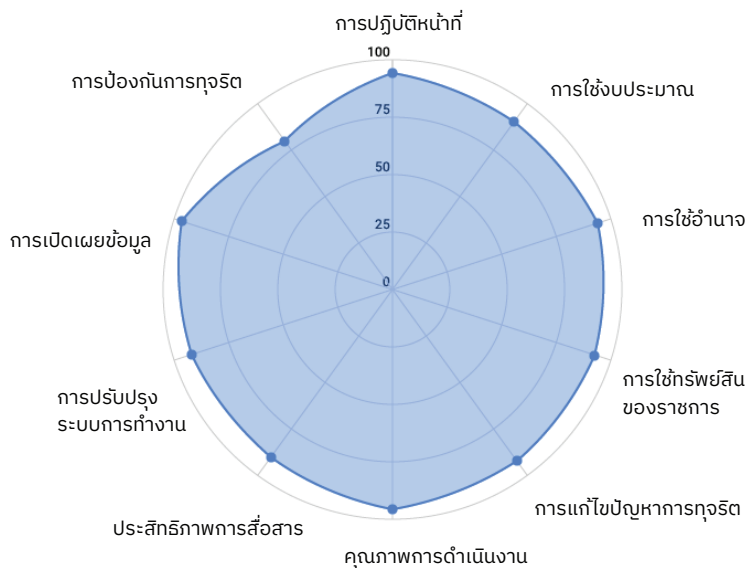 การปฏิบัติหน้าที่
100
การป้องกันการทุจริต
การใช้งบประมาณ
75
50
การใช้อำนาจ
25
การเปิดเผยข้อมูล
0
การใช้ทรัพย์สิน
ของราชการ
การปรับปรุง
ระบบการทำงาน
การแก้ไขปัญหาการทุจริต
ประสิทธิภาพการสื่อสาร
คุณภาพการดำเนินงาน